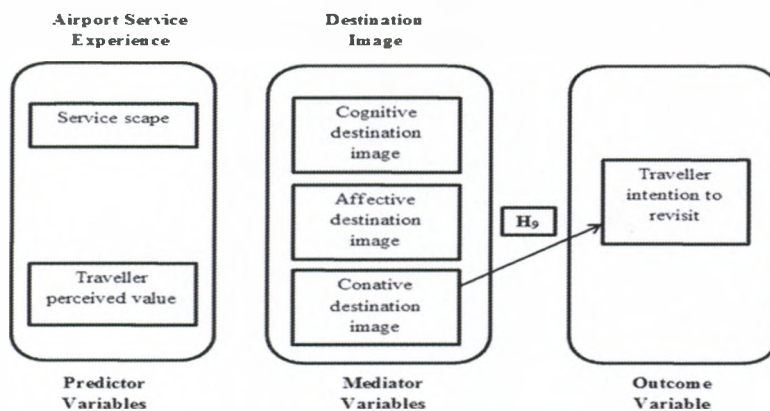 Airport Service
Experience
Destination
Image
Service scape
Traveller
perceived value
Cognitive
destination
image
Affective
destination
image
Conative
destination
image
H₉
Traveller
intention to
revisit
Predictor
Variables
Mediator
Variables
Outcome
Variable